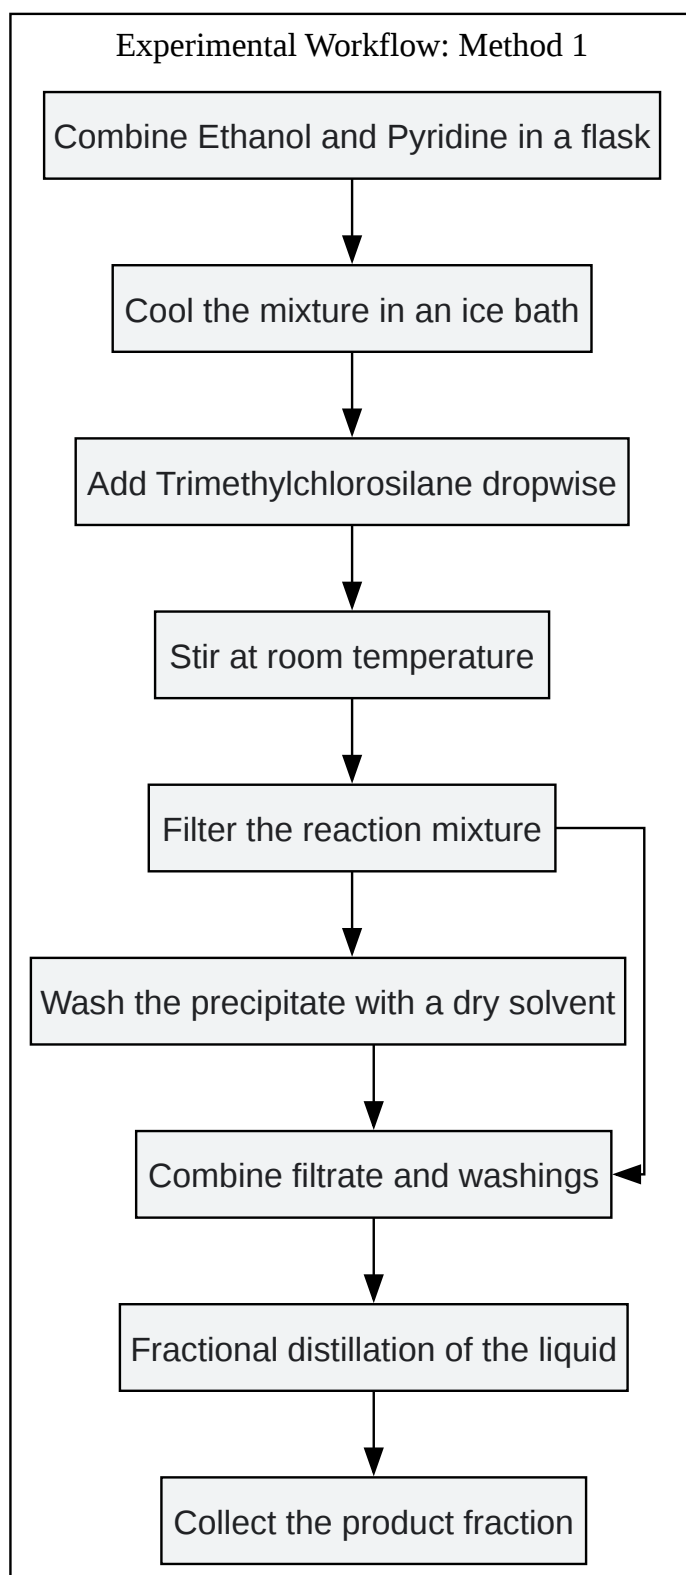 Experimental Workflow: Method 1
Combine Ethanol and Pyridine in a flask
Cool the mixture in an ice bath
Add Trimethylchlorosilane dropwise
Stir at room temperature
Filter the reaction mixture
Wash the precipitate with a dry solvent
Combine filtrate and washings
Fractional distillation of the liquid
Collect the product fraction